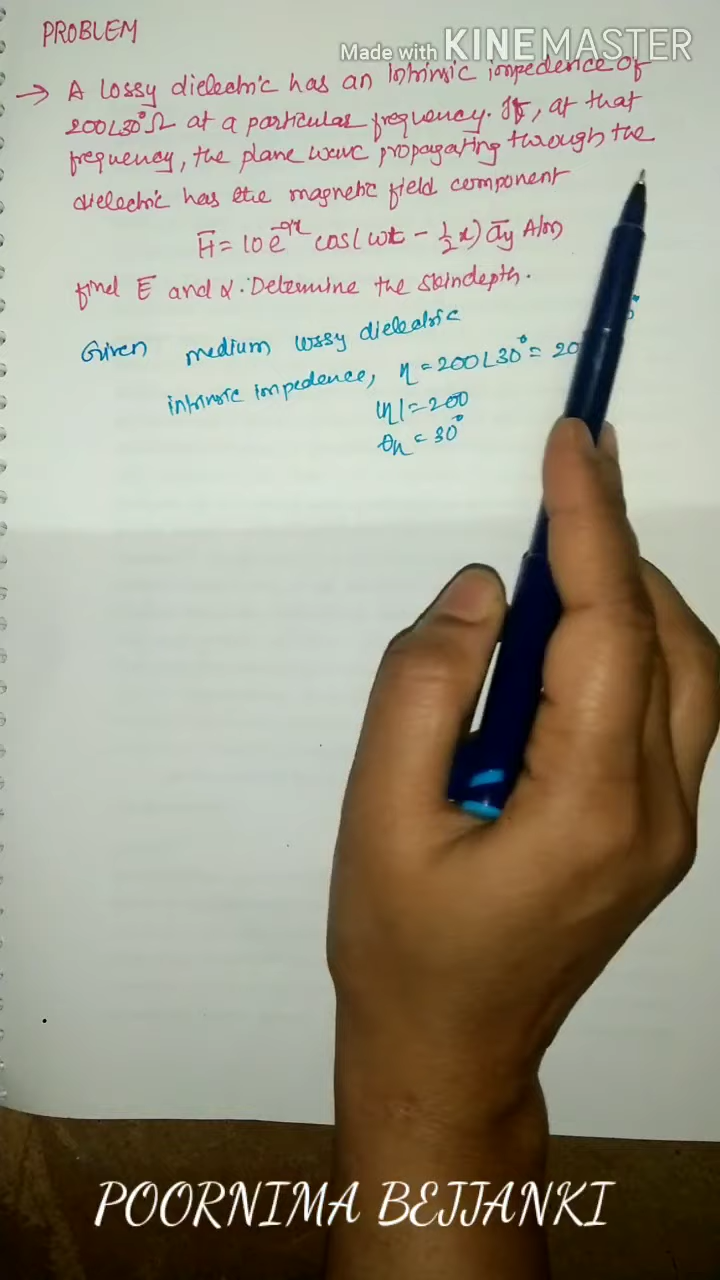 PROBLEM
Made with KINEMASTER
→ A lossy dielectric has an intrinsic impedence of
200∠30°Ω at a particular frequency. If, at that
frequency, the plane wave propagating through the
dielectric has the magnetic field component
H̄ = 10 e^-αx cos(ωt - 1/2 x) āy A/m
find Ē and α. Determine the skindepth.
Given medium lossy dielectric
intrinsic impedence, η = 200∠30° = 20
|η| = 200
θη = 30°
POORNIMA BEJJANKI